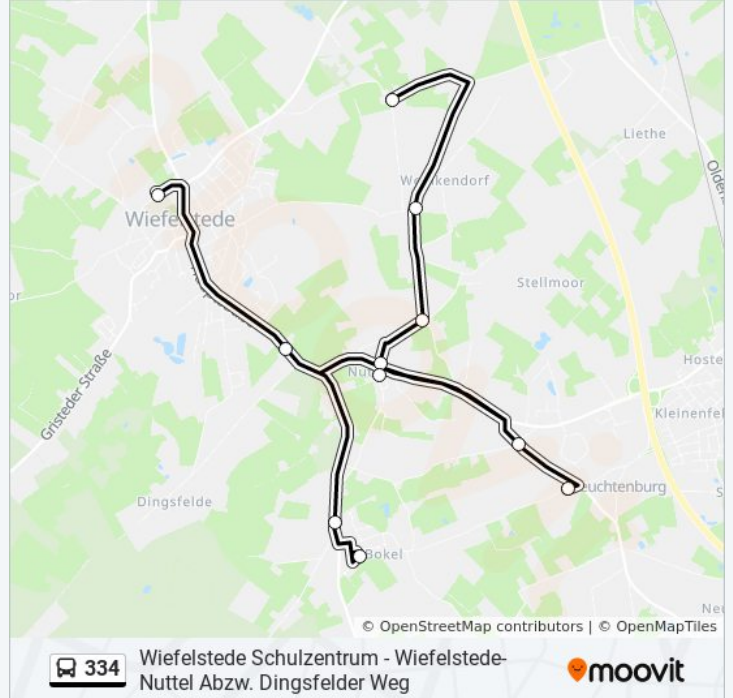 Liethe
Wiefelstede
Stellmoor
Gristeder Straße
Kleinenfel
Dingsfelde
Bokel
© OpenStreetMap contributors | © OpenMapTiles
334 Wiefelstede Schulzentrum - Wiefelstede-
Nuttel Abzw. Dingsfelder Weg
moovit